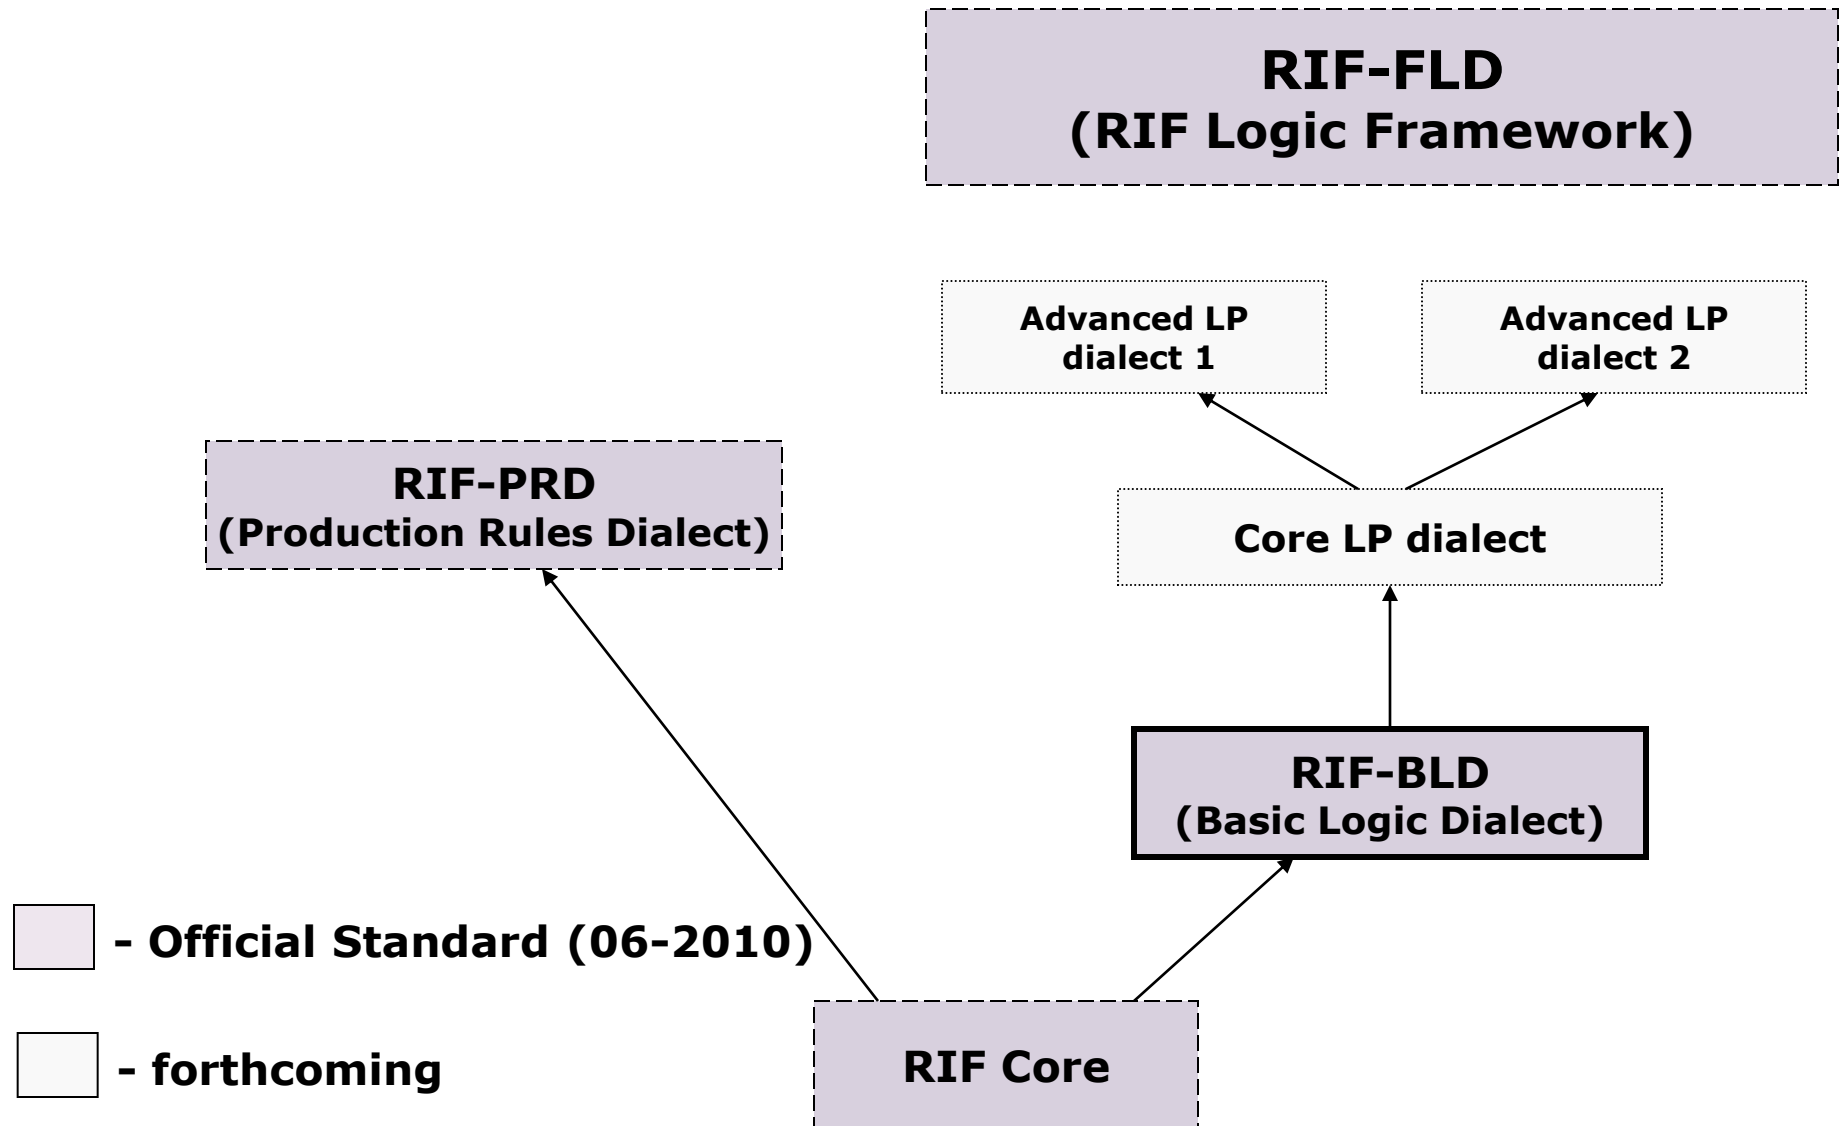 RIF-FLD
(RIF Logic Framework)
Advanced LP
dialect 1
Advanced LP
dialect 2
RIF-PRD
(Production Rules Dialect)
Core LP dialect
RIF-BLD
(Basic Logic Dialect)
- Official Standard (06-2010)
- forthcoming
RIF Core